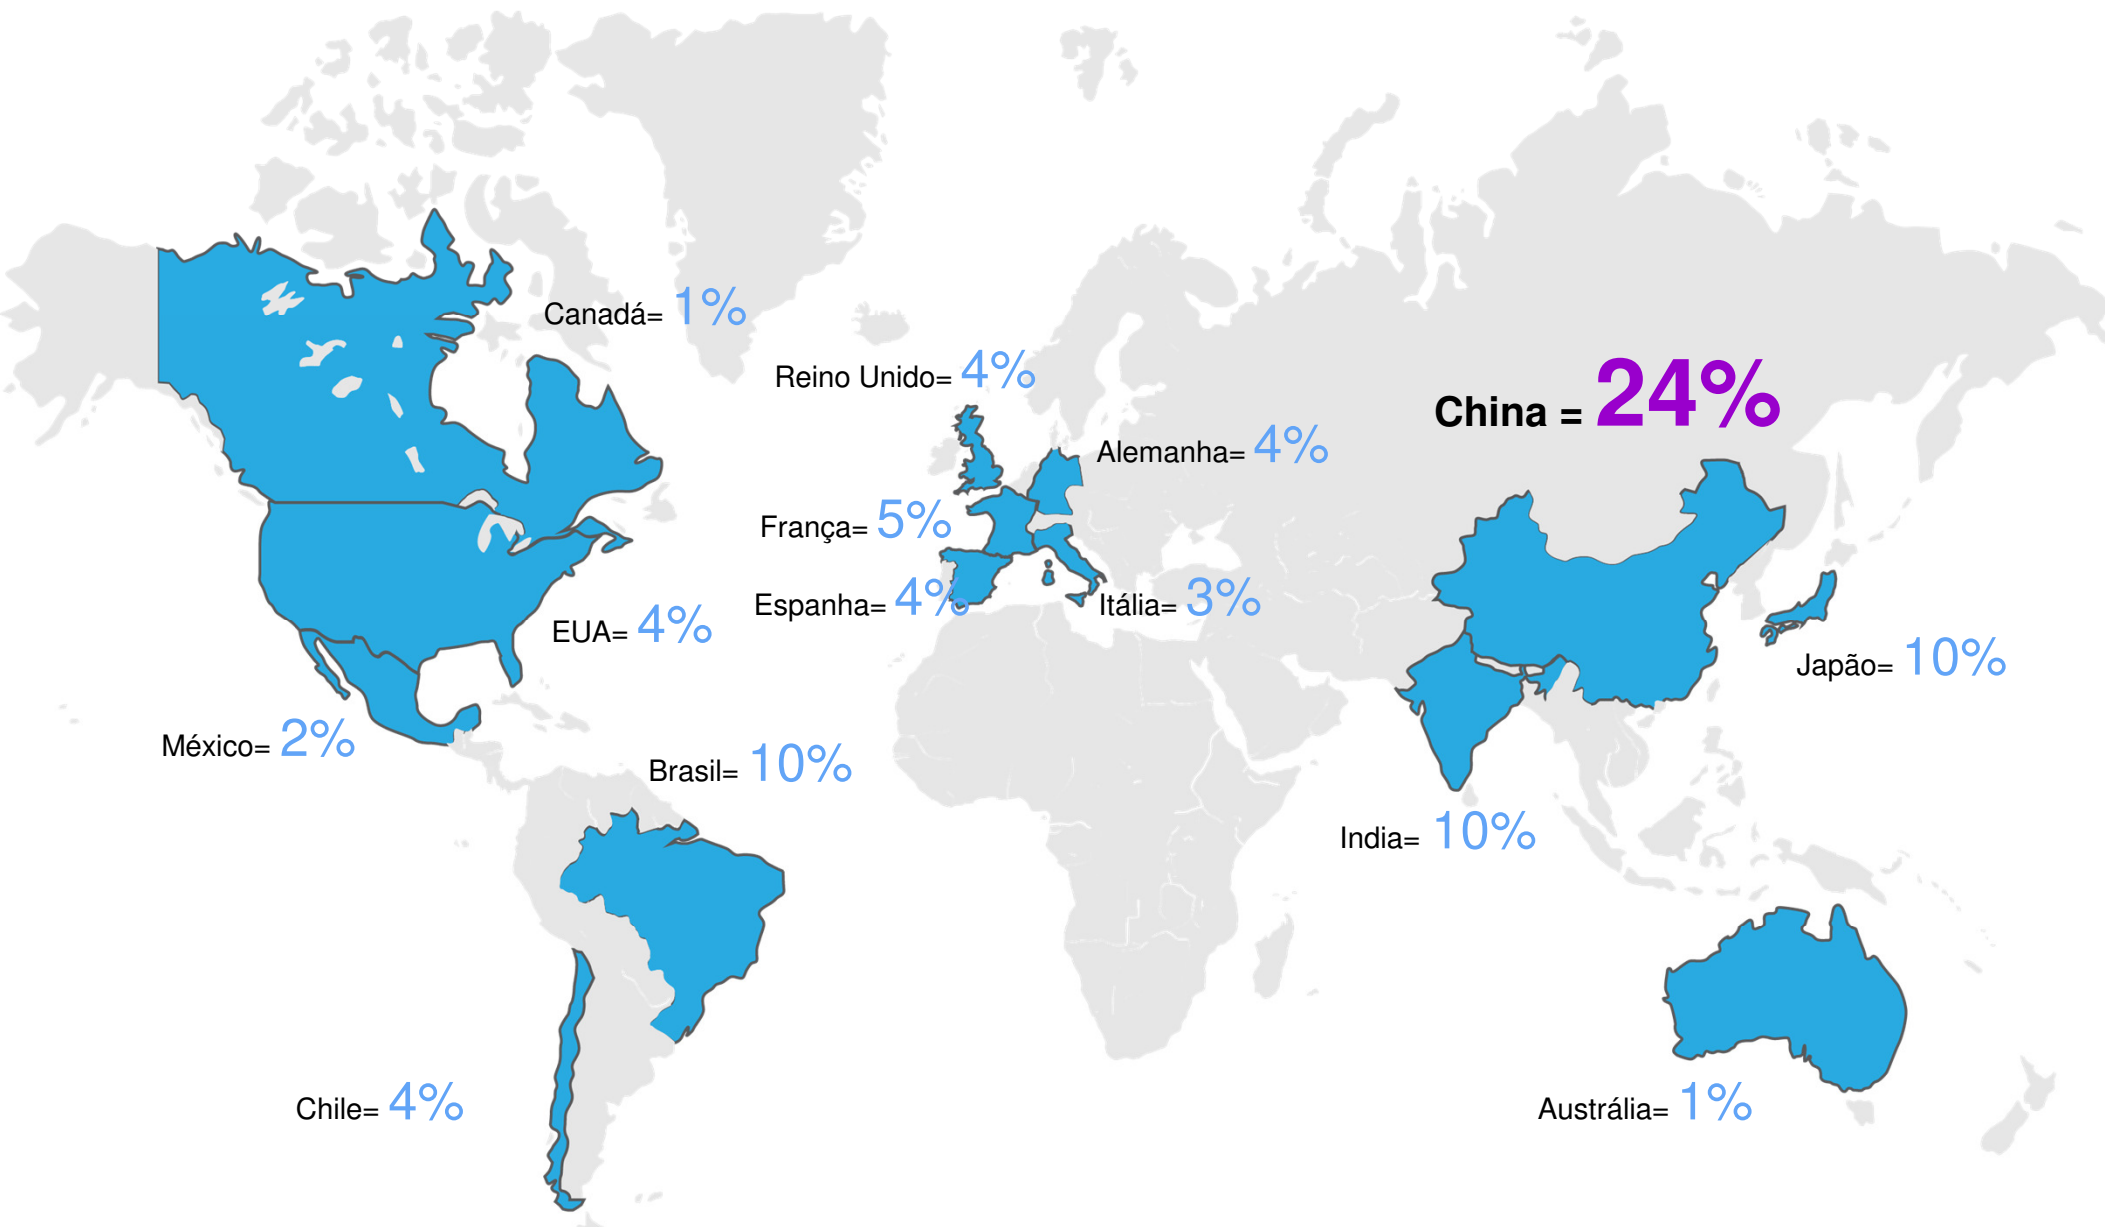 Canadá= 1%
Reino Unido= 4%
China = 24%
Alemanha= 4%
França= 5%
Espanha= 4%
Itália= 3%
EUA= 4%
Japão= 10%
México= 2%
Brasil= 10%
India= 10%
Chile= 4%
Austrália= 1%